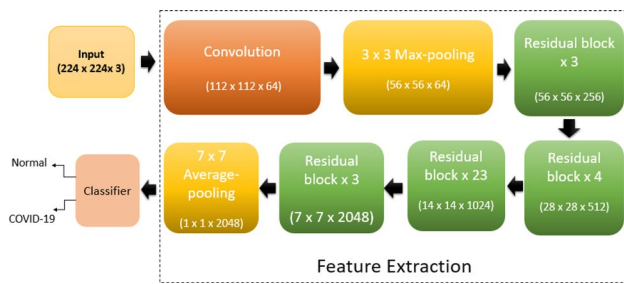 Input
(224 x 224x 3)
Convolution
(112 x 112 x 64)
3 x 3 Max-pooling
(56 x 56 x 64)
Residual block
x 3
(56 x 56 x 256)
Residual
block x 4
(28 x 28 x 512)
Residual
block x 23
(14 x 14 x 1024)
Residual
block x 3
(7 x 7 x 2048)
7 x 7
Average-
pooling
(1 x 1 x 2048)
Classifier
Normal
COVID-19
Feature Extraction